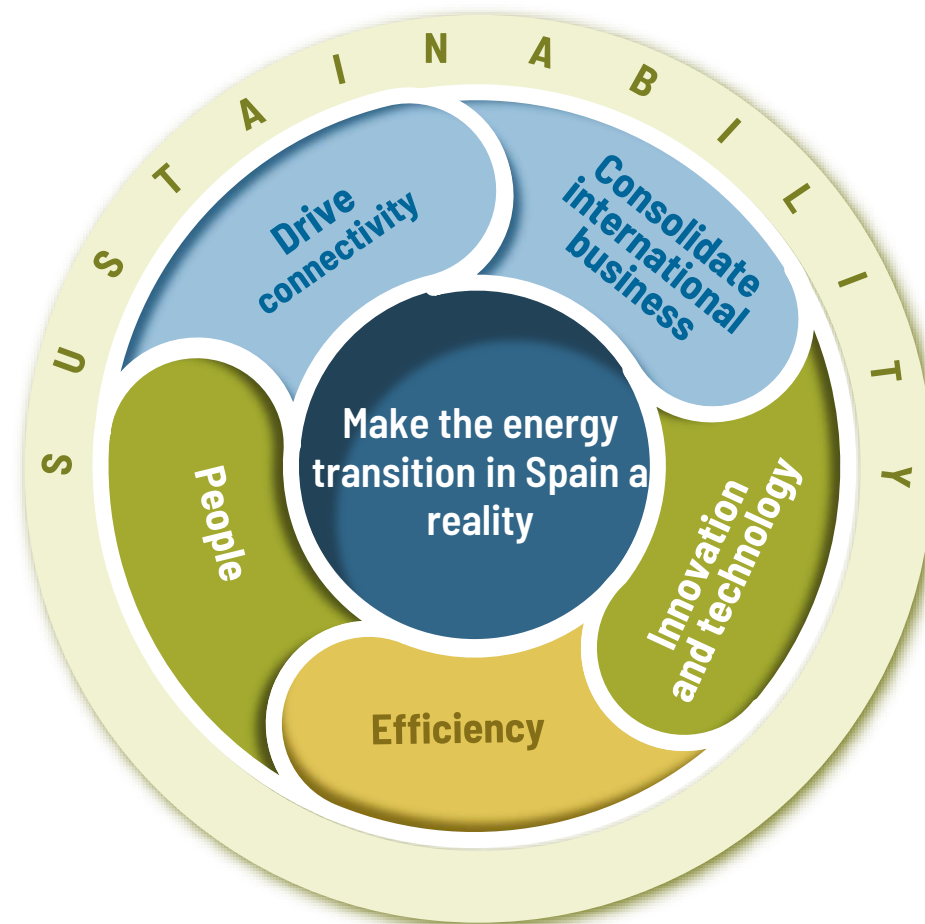 SUSTAINABILITY
Drive
connectivity
Consolidate
international
business
Make the energy
transition in Spain a
reality
People
Innovation
and technology
Efficiency